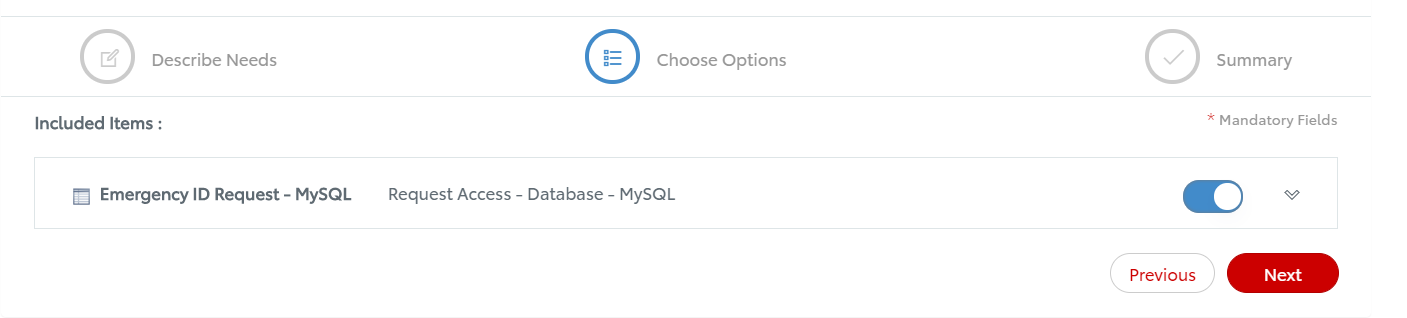 Describe Needs
Choose Options
Summary
Included Items :
* Mandatory Fields
Emergency ID Request - MySQL
Request Access - Database - MySQL
Previous
Next